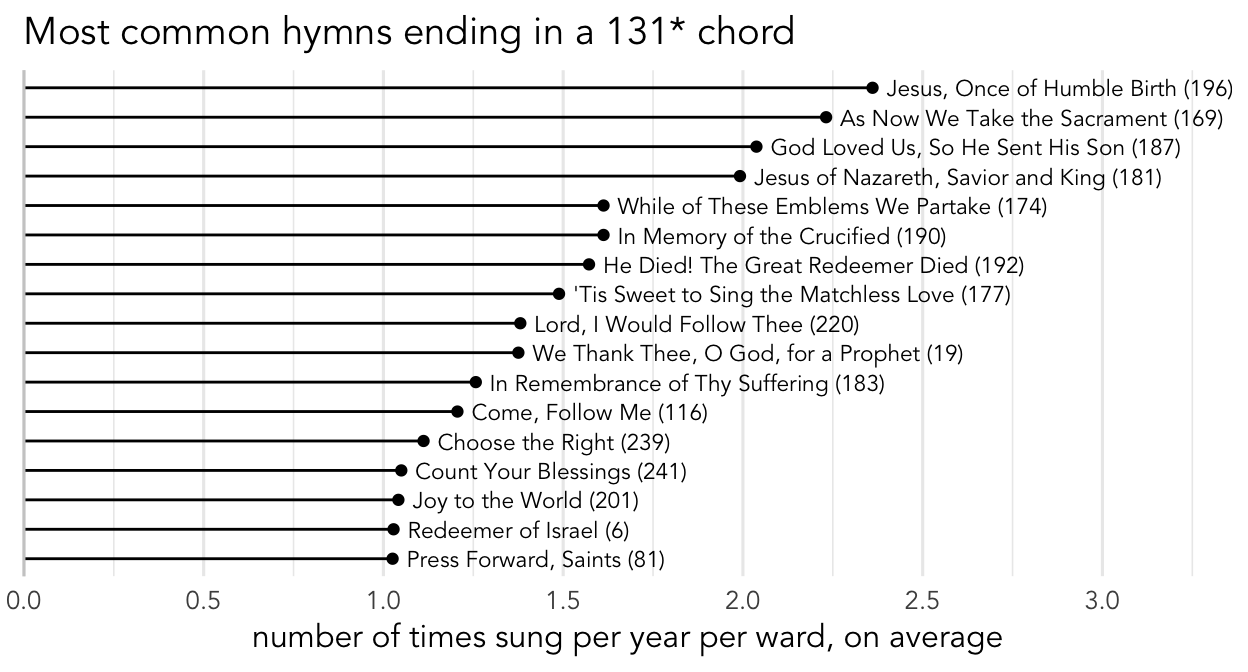 Most common hymns ending in a 131* chord
Jesus, Once of Humble Birth (196)
As Now We Take the Sacrament (169)
God Loved Us, So He Sent His Son (187)
Jesus of Nazareth, Savior and King (181)
While of These Emblems We Partake (174)
In Memory of the Crucified (190)
He Died! The Great Redeemer Died (192)
'Tis Sweet to Sing the Matchless Love (177)
Lord, I Would Follow Thee (220)
We Thank Thee, O God, for a Prophet (19)
In Remembrance of Thy Suffering (183)
Come, Follow Me (116)
Choose the Right (239)
Count Your Blessings (241)
Joy to the World (201)
Redeemer of Israel (6)
Press Forward, Saints (81)
0.0 0.5 1.0 1.5 2.0 2.5 3.0
number of times sung per year per ward, on average